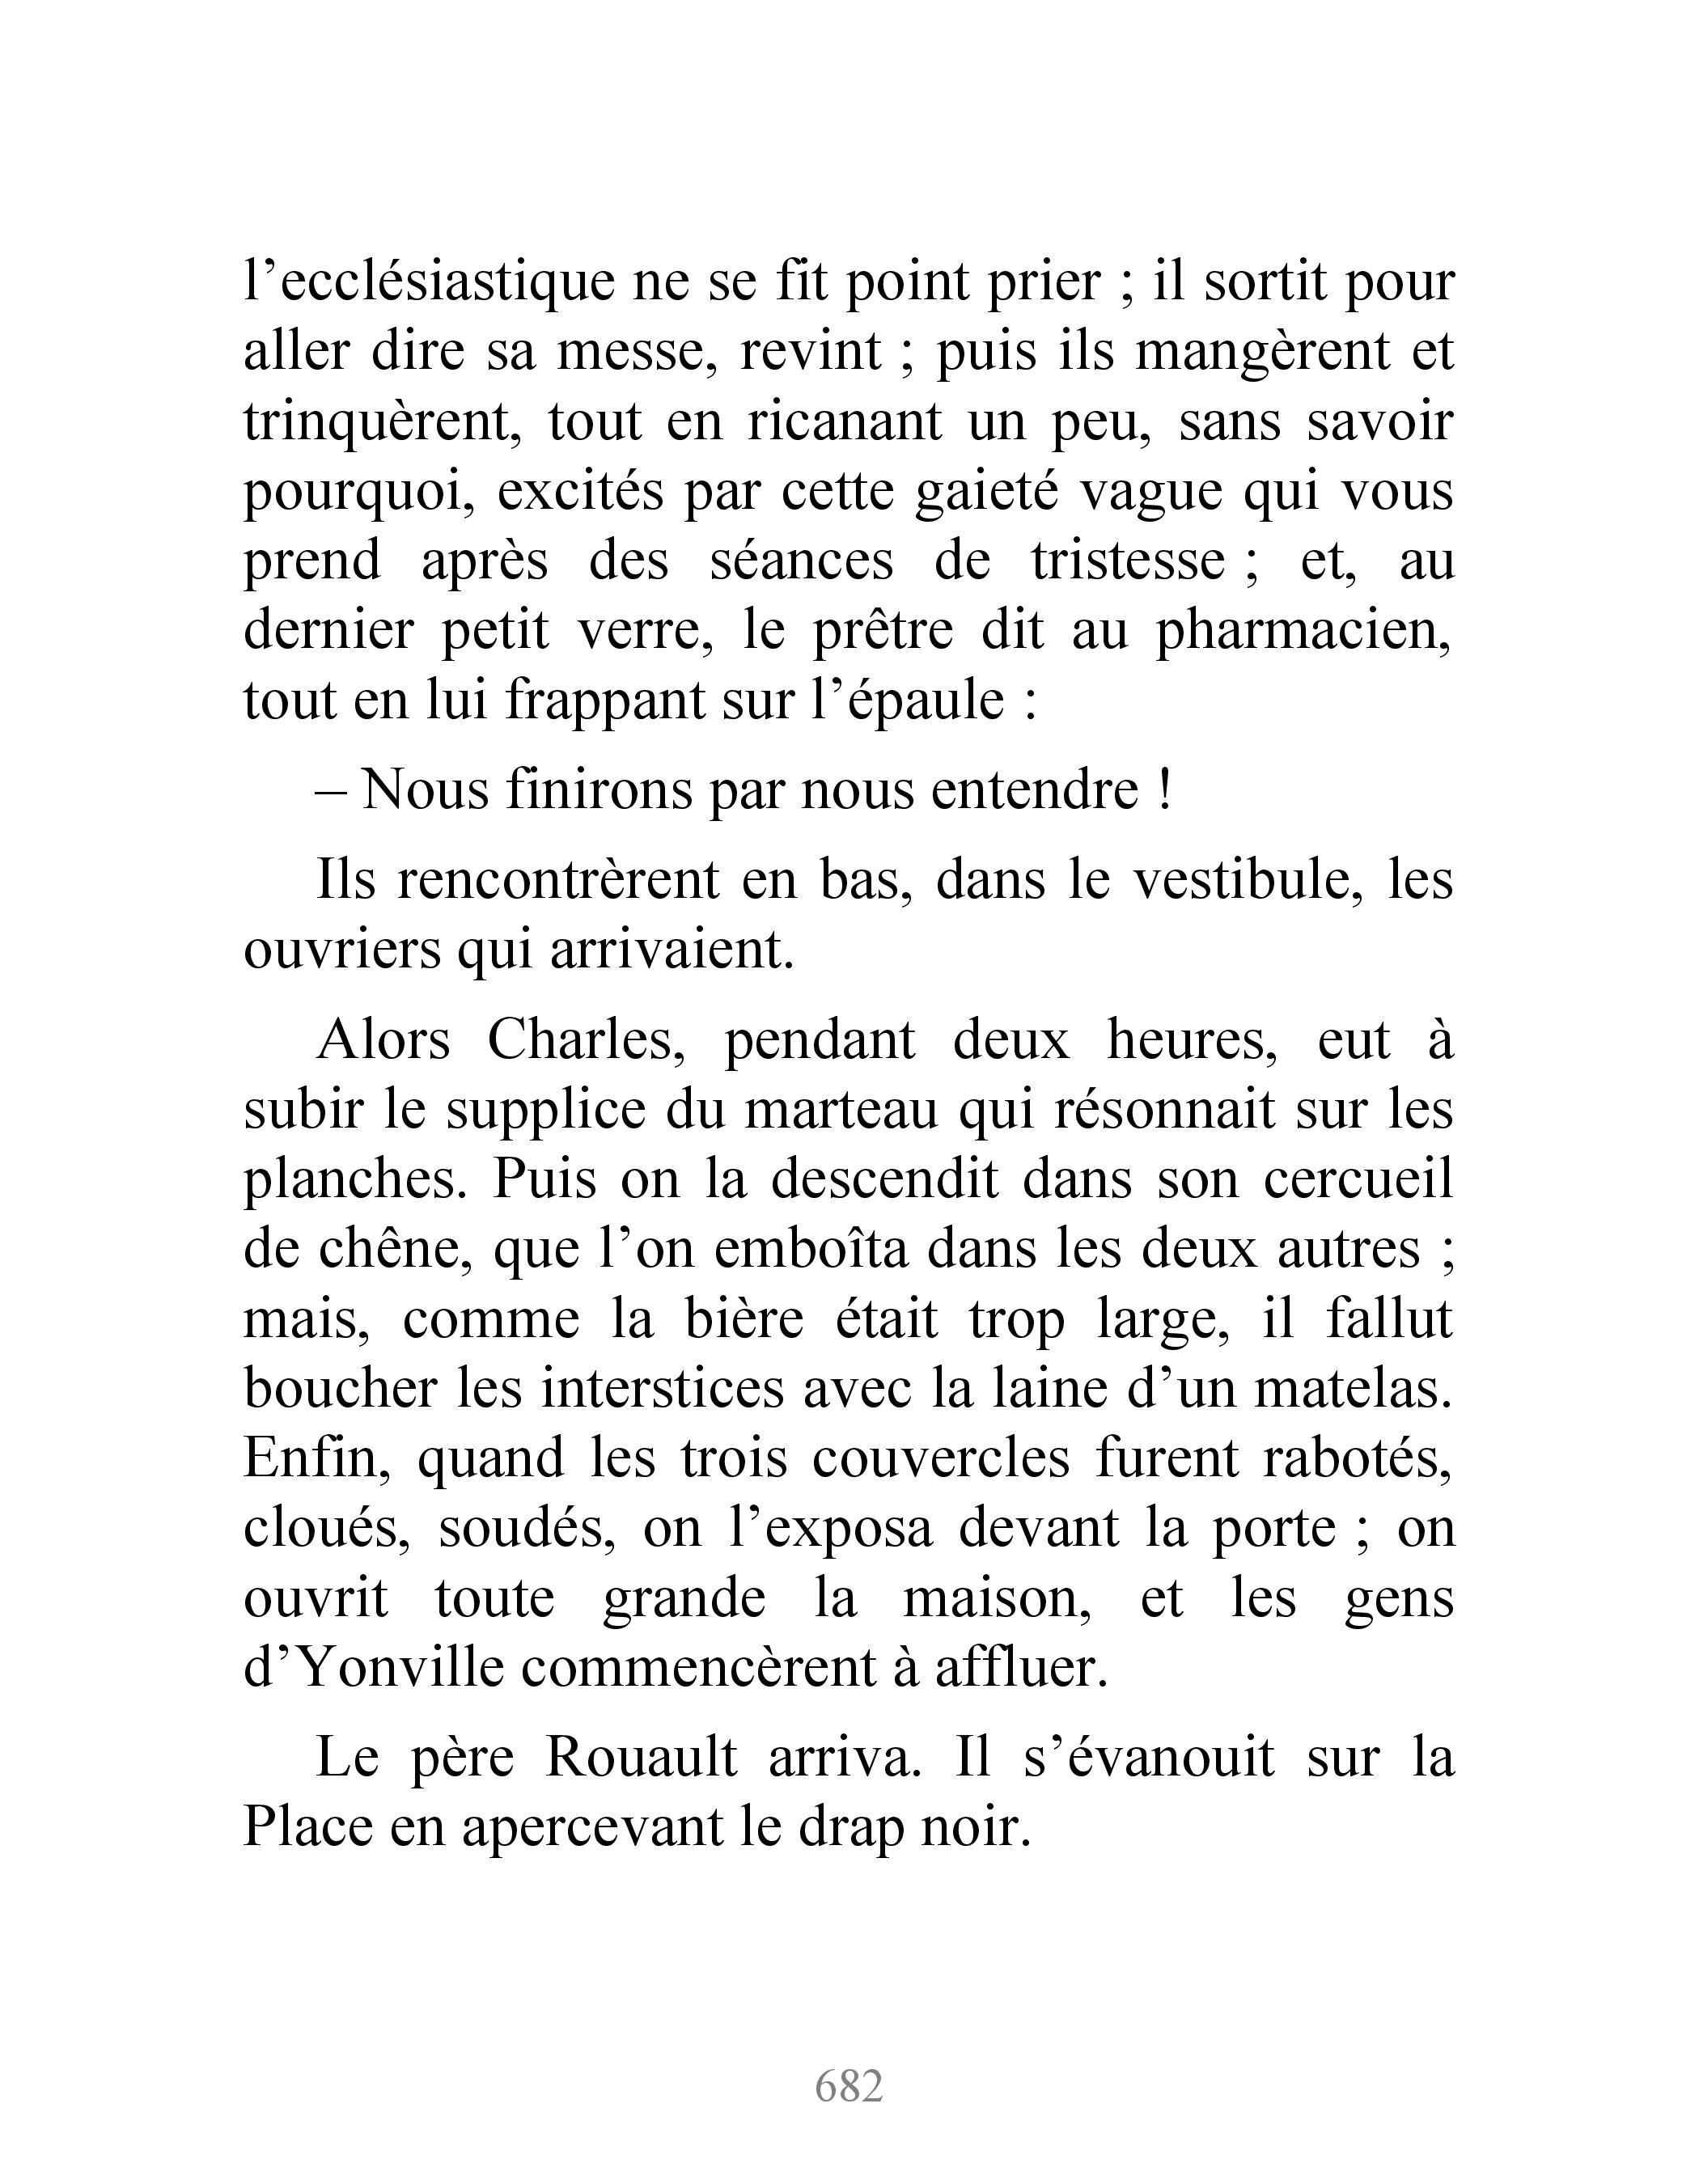 l’ecclésiastique ne se fit point prier ; il sortit pour
aller dire sa messe, revint ; puis ils mangèrent et
trinquèrent, tout en ricanant un peu, sans savoir
pourquoi, excités par cette gaieté vague qui vous
prend après des séances de tristesse ; et, au
dernier petit verre, le prêtre dit au pharmacien,
tout en lui frappant sur l’épaule :
– Nous finirons par nous entendre !
Ils rencontrèrent en bas, dans le vestibule, les
ouvriers qui arrivaient.
Alors Charles, pendant deux heures, eut à
subir le supplice du marteau qui résonnait sur les
planches. Puis on la descendit dans son cercueil
de chêne, que l’on emboîta dans les deux autres ;
mais, comme la bière était trop large, il fallut
boucher les interstices avec la laine d’un matelas.
Enfin, quand les trois couvercles furent rabotés,
cloués, soudés, on l’exposa devant la porte ; on
ouvrit toute grande la maison, et les gens
d’Yonville commencèrent à affluer.
Le père Rouault arriva. Il s’évanouit sur la
Place en apercevant le drap noir.
682